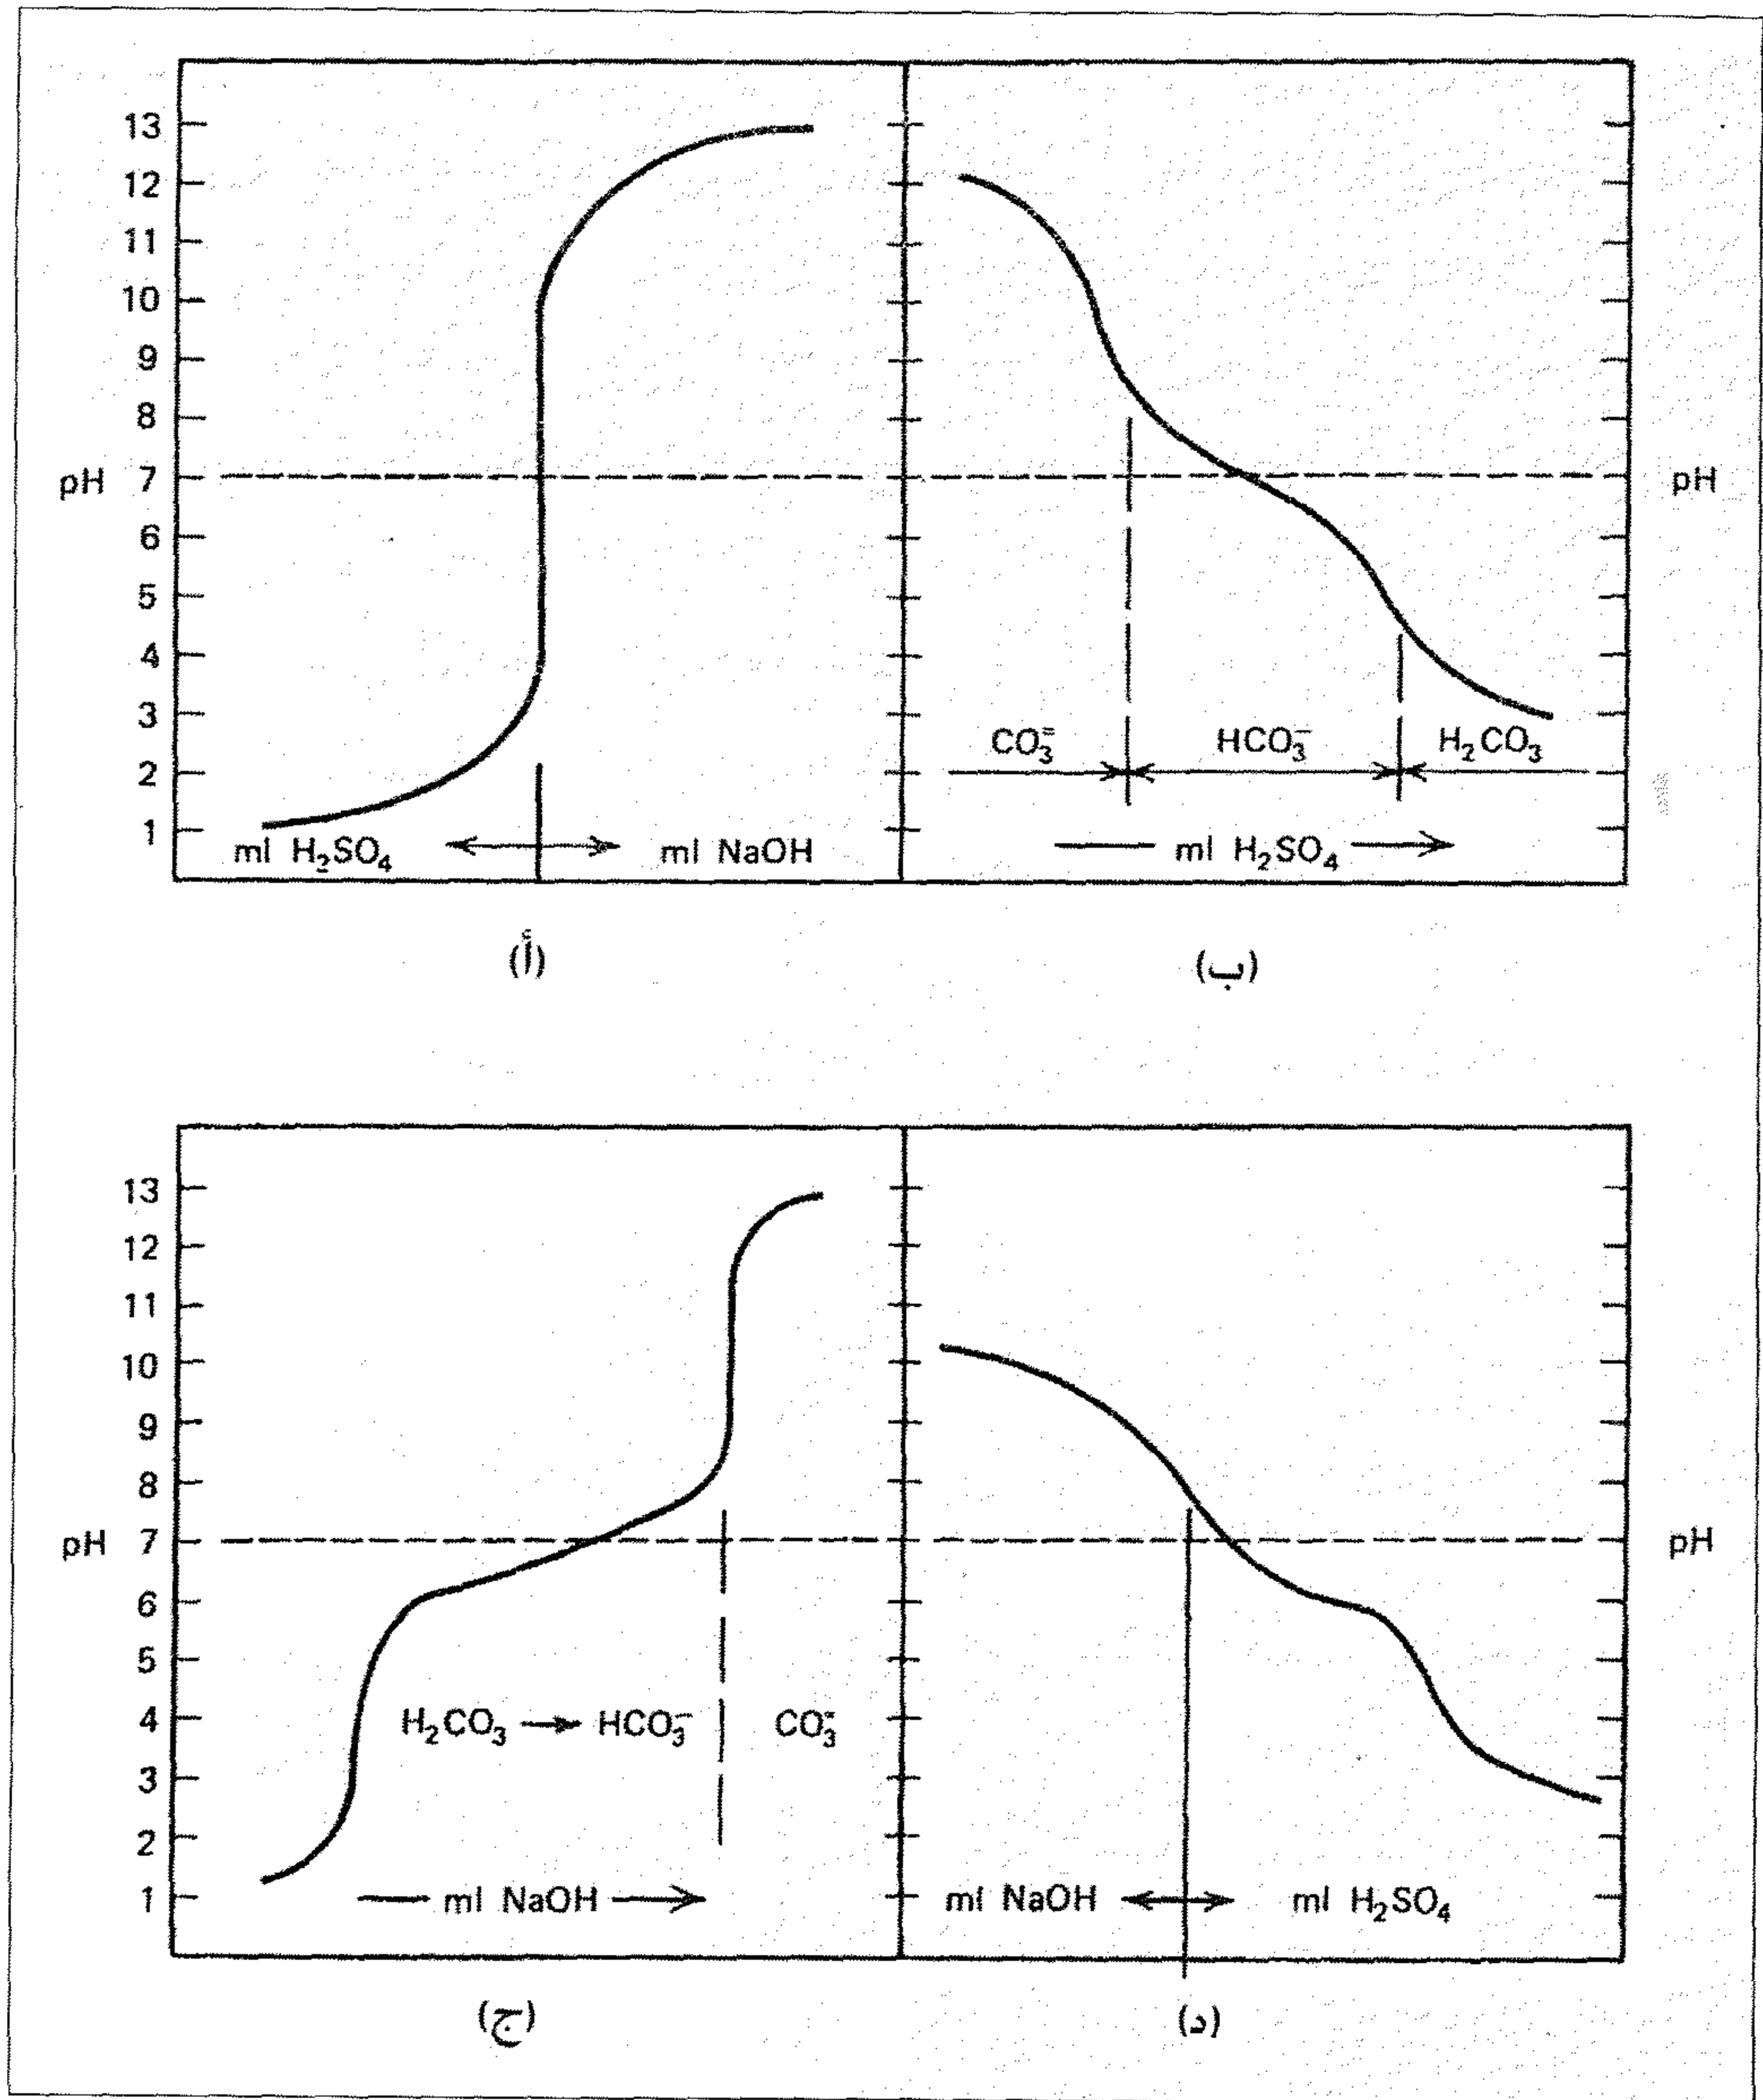 13
12
11
10
9
8
pH 7 pH
6
5
4
3
2
1
CO₃⁼ HCO₃⁻ H₂CO₃
ml H₂SO₄ ml NaOH
ml H₂SO₄
(أ) (ب)
13
12
11
10
9
8
pH 7 pH
6
5
4
3
2
1
H₂CO₃ → HCO₃⁻ CO₃⁼
ml NaOH
ml NaOH ml H₂SO₄
(ج) (د)